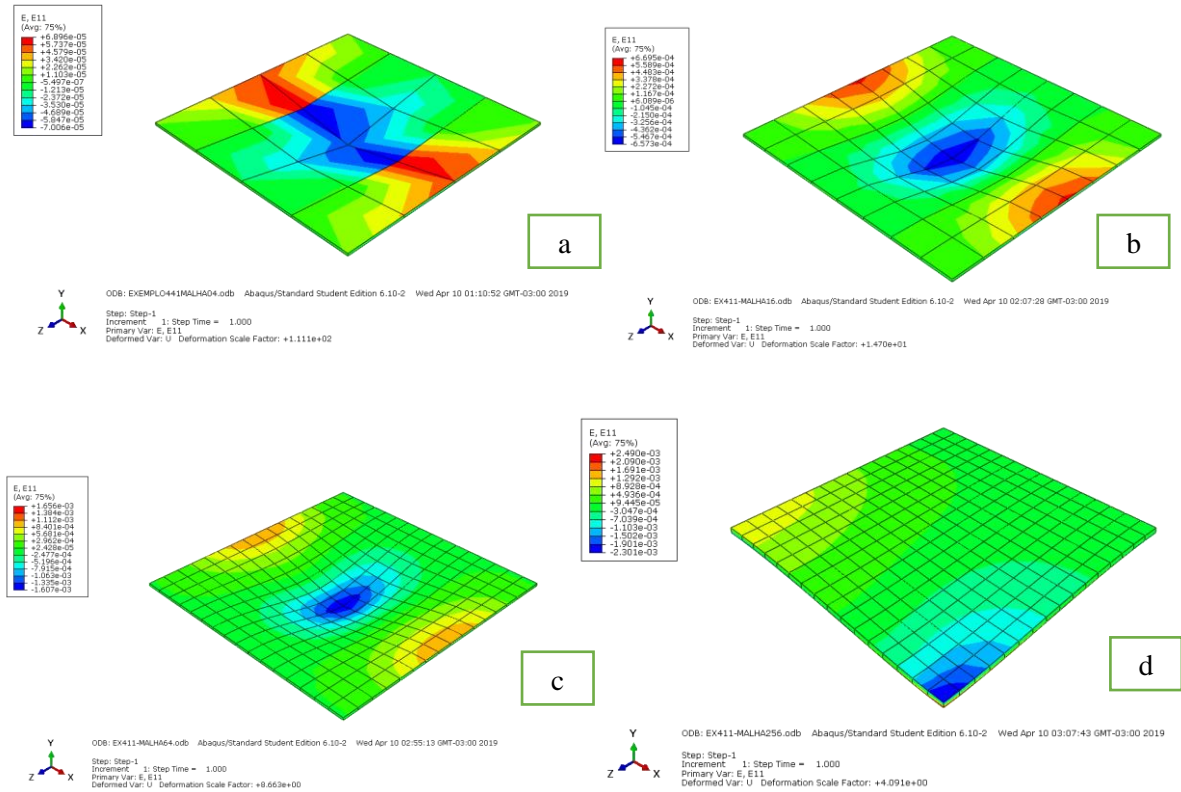 E, E11
(Avg: 75%)
+6.896e-05
+5.737e-05
+4.579e-05
+3.420e-05
+2.262e-05
+1.103e-05
-5.497e-07
-1.213e-05
-2.372e-05
-3.530e-05
-4.689e-05
-5.847e-05
-7.006e-05
a
Y
Z
X
ODB: EXEMPLO441MALHA04.odb Abaqus/Standard Student Edition 6.10-2 Wed Apr 10 01:10:52 GMT-03:00 2019
Step: Step-1
Increment 1: Step Time = 1.000
Primary Var: E, E11
Deformed Var: U Deformation Scale Factor: +1.111e+02
E, E11
(Avg: 75%)
+6.695e-04
+5.589e-04
+4.483e-04
+3.378e-04
+2.272e-04
+1.167e-04
+6.089e-06
-1.045e-04
-2.150e-04
-3.256e-04
-4.362e-04
-5.467e-04
-6.573e-04
b
Y
Z
X
ODB: EX411-MALHA16.odb Abaqus/Standard Student Edition 6.10-2 Wed Apr 10 02:07:28 GMT-03:00 2019
Step: Step-1
Increment 1: Step Time = 1.000
Primary Var: E, E11
Deformed Var: U Deformation Scale Factor: +1.470e+01
E, E11
(Avg: 75%)
+1.656e-03
+1.384e-03
+1.112e-03
+8.401e-04
+5.681e-04
+2.962e-04
+2.428e-05
-2.477e-04
-5.196e-04
-7.915e-04
-1.063e-03
-1.335e-03
-1.607e-03
c
Y
Z
X
ODB: EX411-MALHA64.odb Abaqus/Standard Student Edition 6.10-2 Wed Apr 10 02:55:13 GMT-03:00 2019
Step: Step-1
Increment 1: Step Time = 1.000
Primary Var: E, E11
Deformed Var: U Deformation Scale Factor: +8.663e+00
E, E11
(Avg: 75%)
+2.490e-03
+2.090e-03
+1.691e-03
+1.292e-03
+8.928e-04
+4.936e-04
+9.445e-05
-3.047e-04
-7.039e-04
-1.103e-03
-1.502e-03
-1.901e-03
-2.301e-03
d
Y
Z
X
ODB: EX411-MALHA256.odb Abaqus/Standard Student Edition 6.10-2 Wed Apr 10 03:07:43 GMT-03:00 2019
Step: Step-1
Increment 1: Step Time = 1.000
Primary Var: E, E11
Deformed Var: U Deformation Scale Factor: +4.091e+00